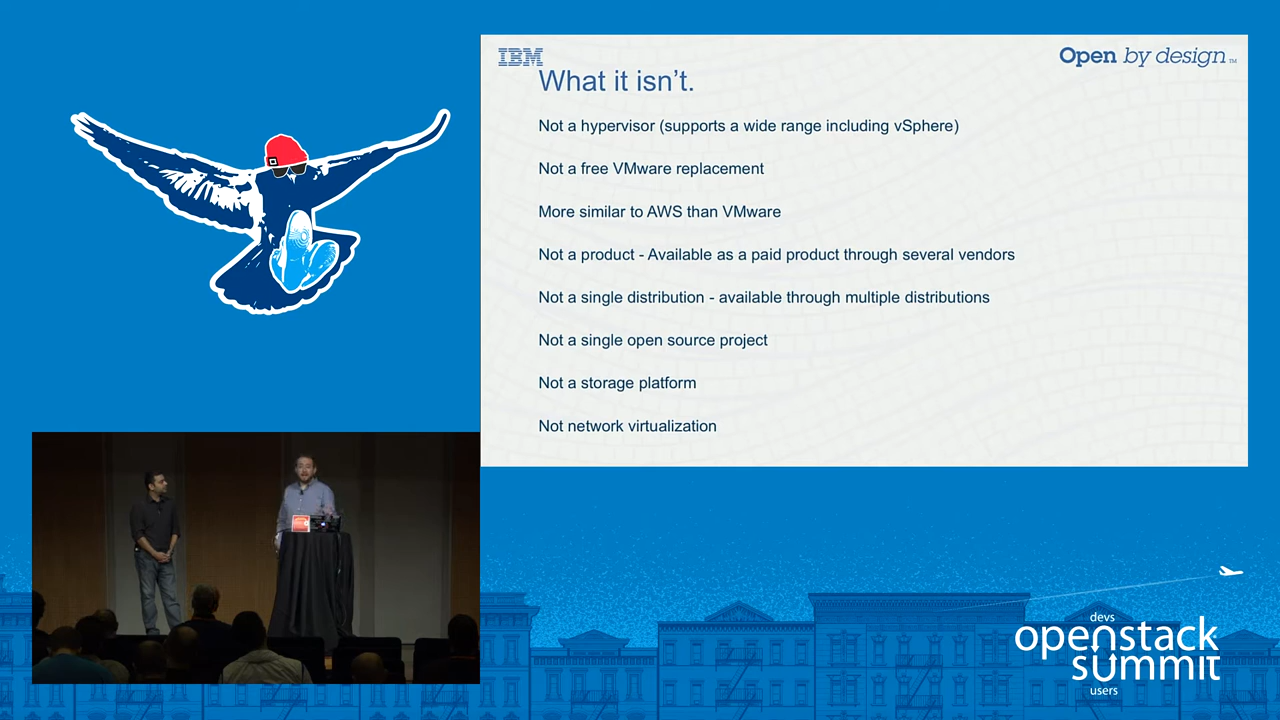 IBM
Open by design™
What it isn't.
Not a hypervisor (supports a wide range including vSphere)
Not a free VMware replacement
More similar to AWS than VMware
Not a product - Available as a paid product through several vendors
Not a single distribution - available through multiple distributions
Not a single open source project
Not a storage platform
Not network virtualization
devs
openstack
summit
users